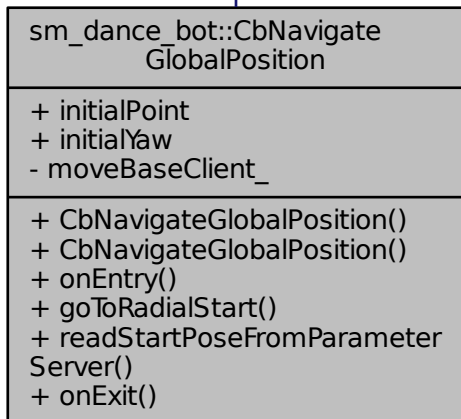 sm_dance_bot::CbNavigate
GlobalPosition
+ initialPoint
+ initialYaw
- moveBaseClient_
+ CbNavigateGlobalPosition()
+ CbNavigateGlobalPosition()
+ onEntry()
+ goToRadialStart()
+ readStartPoseFromParameter
Server()
+ onExit()